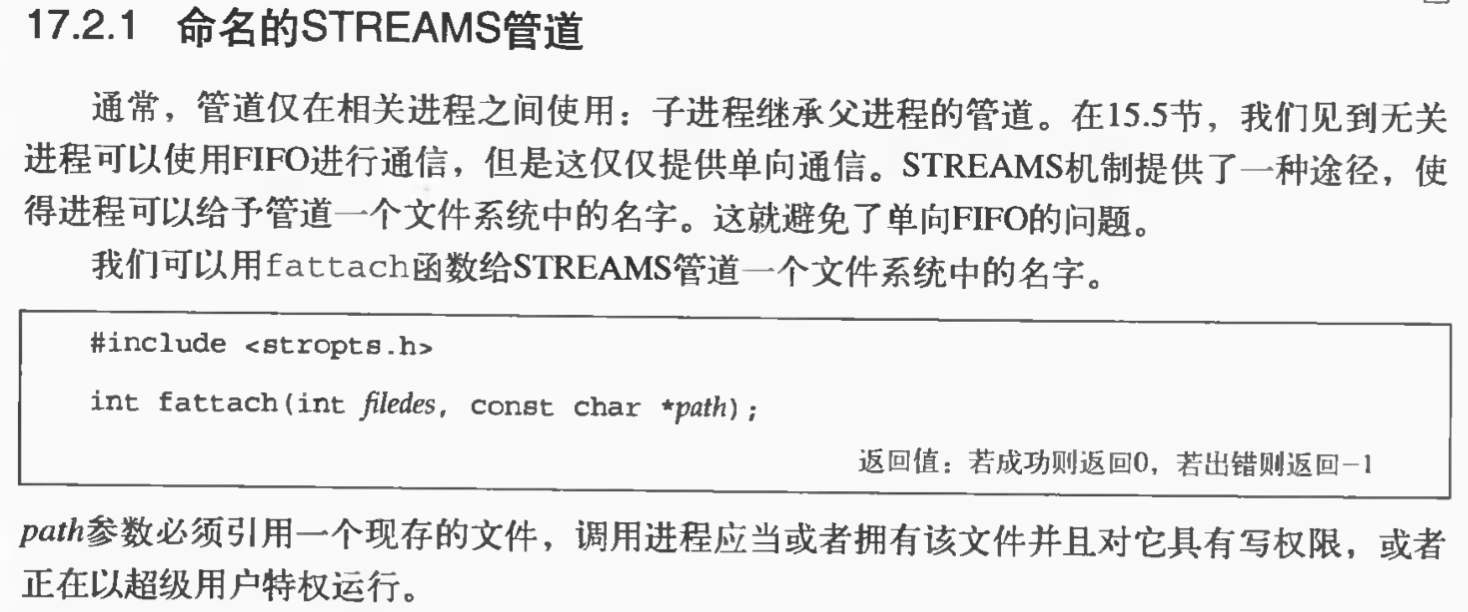 17.2.1 命名的STREAMS管道
通常，管道仅在相关进程之间使用：子进程继承父进程的管道。在15.5节，我们见到无关
进程可以使用FIFO进行通信，但是这仅仅提供单向通信。STREAMS机制提供了一种途径，使
得进程可以给予管道一个文件系统中的名字。这就避免了单向FIFO的问题。
我们可以用fattach函数给STREAMS管道一个文件系统中的名字。
#include <stropts.h>
int fattach(int filedes, const char *path);
返回值：若成功则返回0，若出错则返回-1
path参数必须引用一个现存的文件，调用进程应当或者拥有该文件并且对它具有写权限，或者
正在以超级用户特权运行。